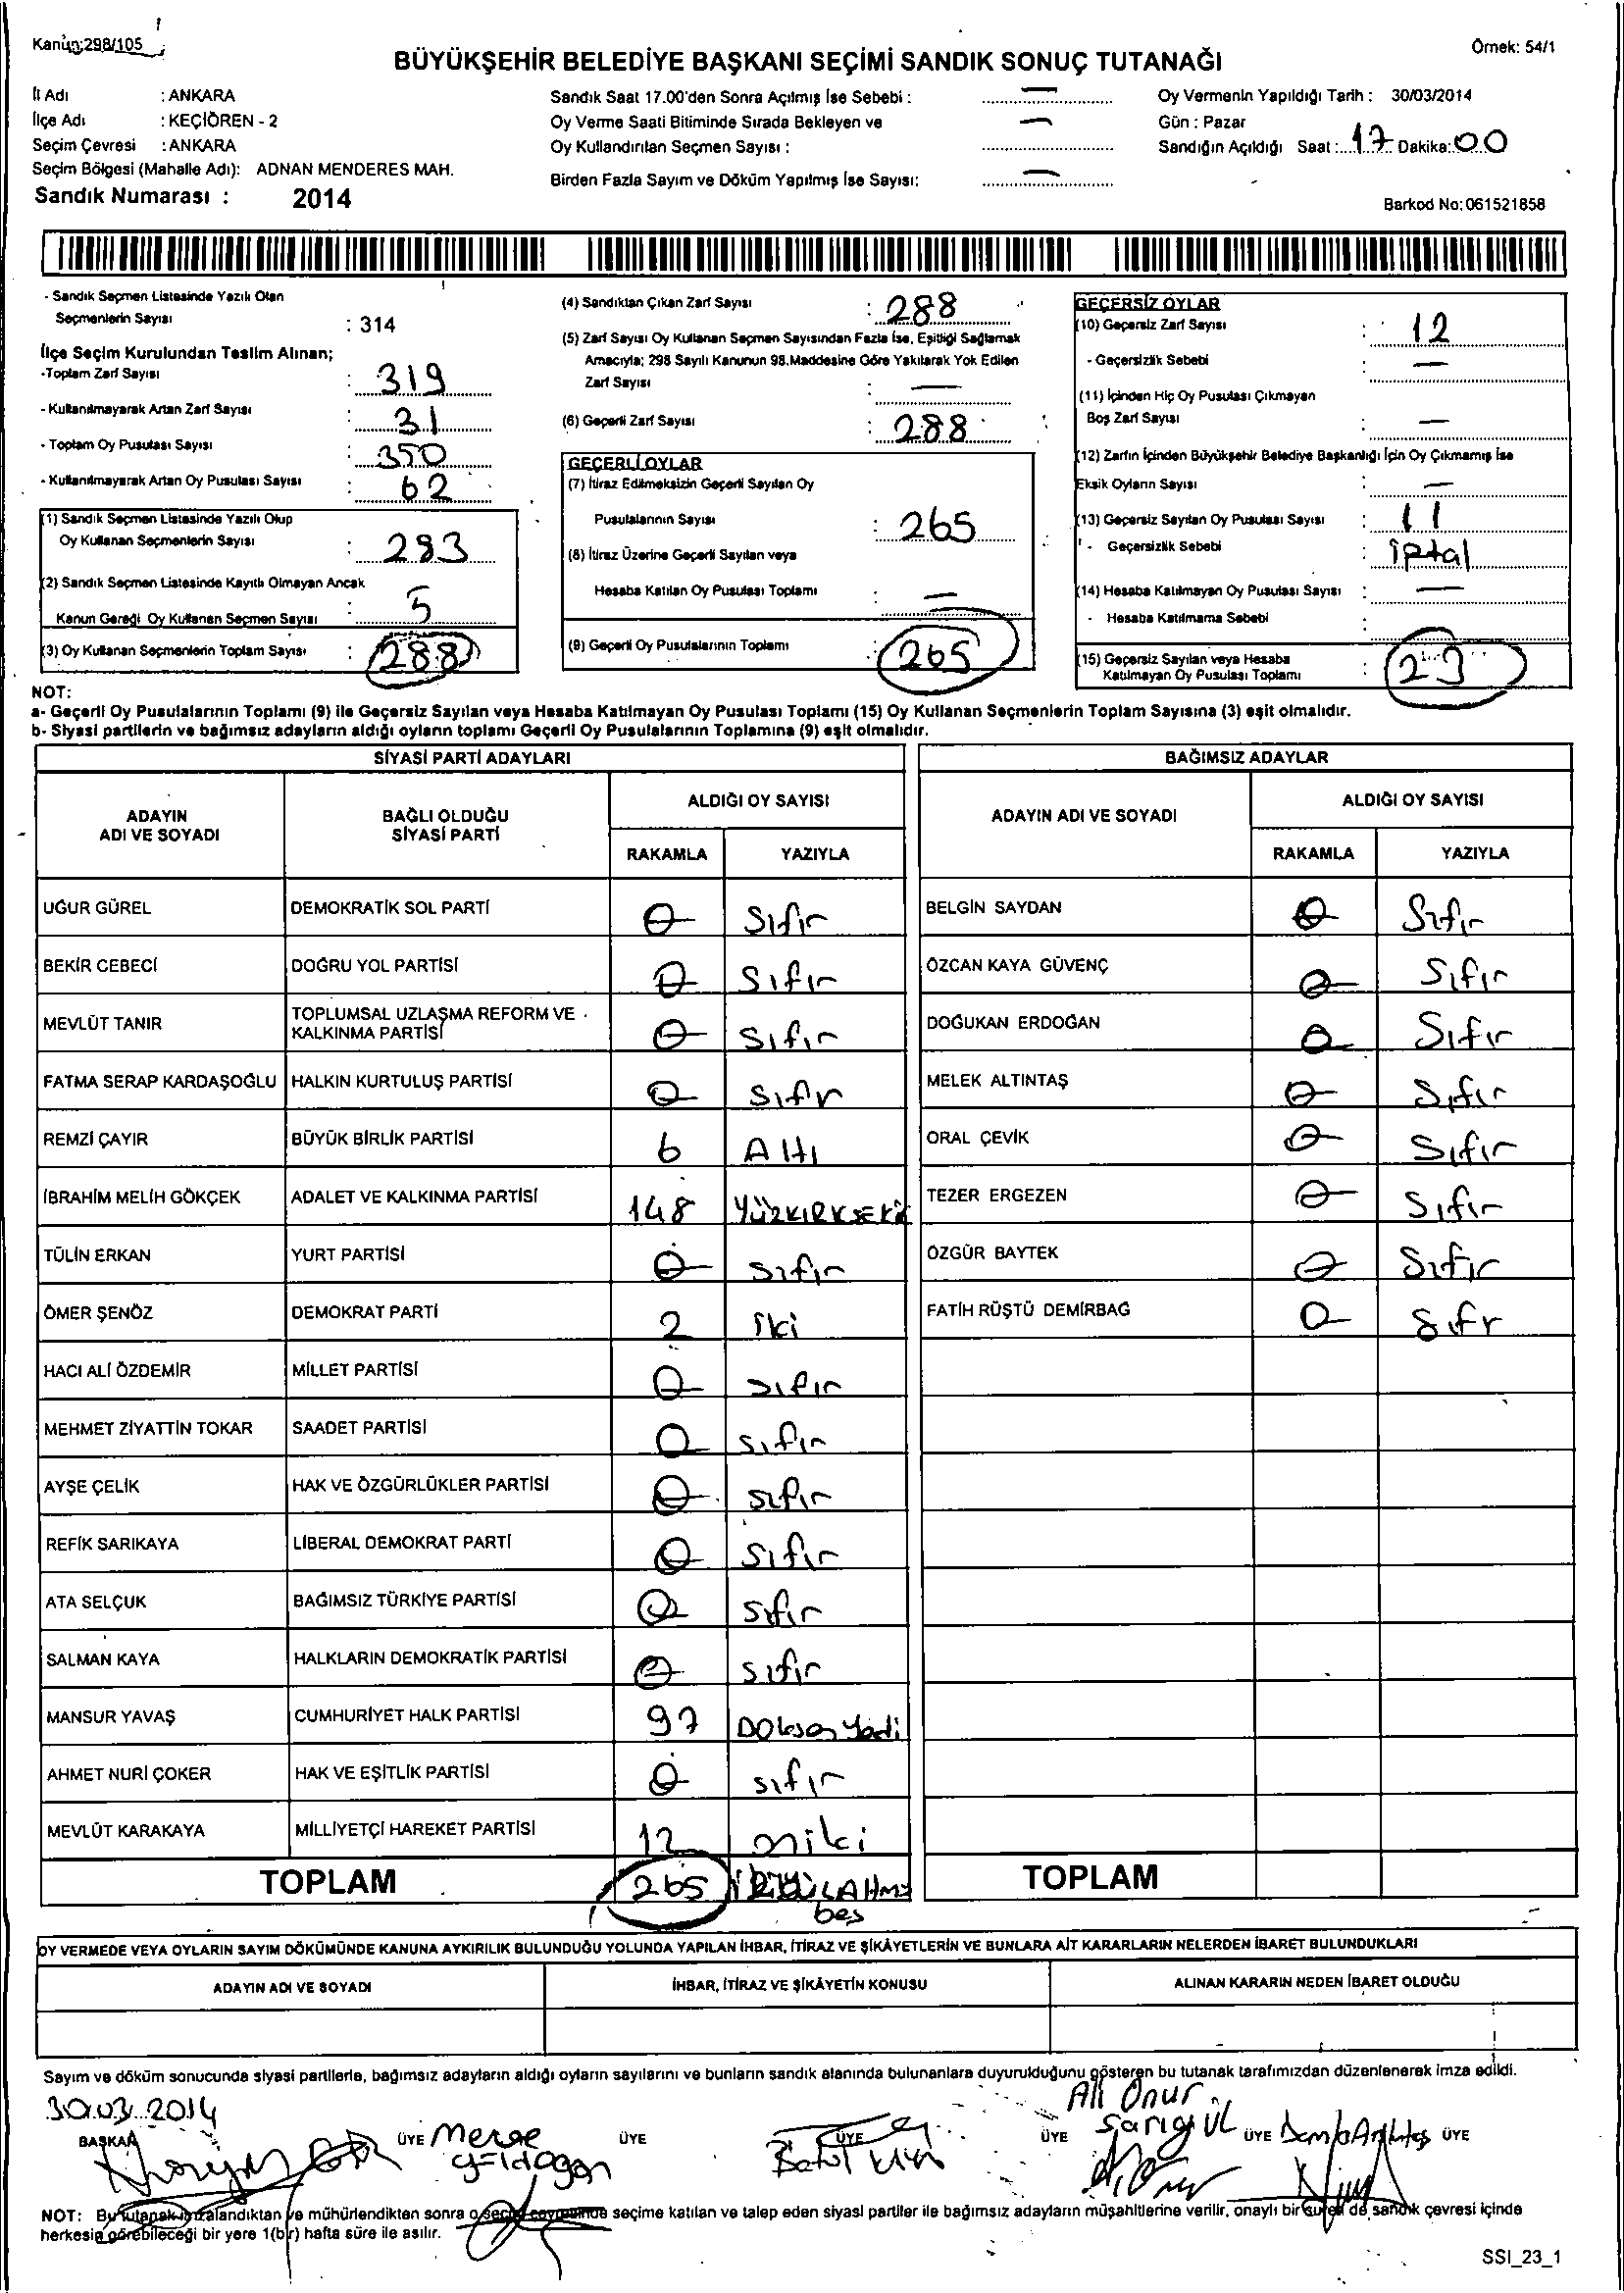 Kanun:298/105
Örnek: 54/1
BÜYÜKŞEHİR BELEDİYE BAŞKANI SEÇİMİ SANDIK SONUÇ TUTANAĞI
İl Adı : ANKARA
İlçe Adı : KEÇİÖREN - 2
Seçim Çevresi : ANKARA
Seçim Bölgesi (Mahalle Adı): ADNAN MENDERES MAH.
Sandık Numarası : 2014
Sandık Saat 17.00'den Sonra Açılmış İse Sebebi : —
Oy Verme Saati Bitiminde Sırada Bekleyen ve —
Oy Kullandırılan Seçmen Sayısı :
Birden Fazla Sayım ve Döküm Yapılmış İse Sayısı: —
Oy Vermenin Yapıldığı Tarih : 30/03/2014
Gün : Pazar
Sandığın Açıldığı Saat : 17 Dakika: 00
Barkod No: 061521858
- Sandık Seçmen Listesinde Yazılı Olan
Seçmenlerin Sayısı : 314
İlçe Seçim Kurulundan Teslim Alınan;
-Toplam Zarf Sayısı : 319
- Kullanılmayarak Artan Zarf Sayısı : 31
- Toplam Oy Pusulası Sayısı : 350
- Kullanılmayarak Artan Oy Pusulası Sayısı : 62
(1) Sandık Seçmen Listesinde Yazılı Olup
Oy Kullanan Seçmenlerin Sayısı : 283
(2) Sandık Seçmen Listesinde Kayıtlı Olmayan Ancak
Kanun Gereği Oy Kullanan Seçmen Sayısı : 5
(3) Oy Kullanan Seçmenlerin Toplam Sayısı : 288
(4) Sandıktan Çıkan Zarf Sayısı : 288
(5) Zarf Sayısı Oy Kullanan Seçmen Sayısından Fazla İse, Eşitliği Sağlamak
Amacıyla; 298 Sayılı Kanunun 98.Maddesine Göre Yakılarak Yok Edilen
Zarf Sayısı : —
(6) Geçerli Zarf Sayısı : 288
GEÇERLİ OYLAR
(7) İtiraz Edilmeksizin Geçerli Sayılan Oy
Pusulalarının Sayısı : 265
(8) İtiraz Üzerine Geçerli Sayılan veya
Hesaba Katılan Oy Pusulası Toplamı : —
(9) Geçerli Oy Pusulalarının Toplamı : 265
GEÇERSİZ OYLAR
(10) Geçersiz Zarf Sayısı : 12
- Geçersizlik Sebebi : —
(11) İçinden Hiç Oy Pusulası Çıkmayan
Boş Zarf Sayısı : —
(12) Zarfın İçinden Büyükşehir Belediye Başkanlığı İçin Oy Çıkmamış İse
Eksik Oyların Sayısı : —
(13) Geçersiz Sayılan Oy Pusulası Sayısı : 11
- Geçersizlik Sebebi : iptal
(14) Hesaba Katılmayan Oy Pusulası Sayısı : —
- Hesaba Katılmama Sebebi :
(15) Geçersiz Sayılan veya Hesaba
Katılmayan Oy Pusulası Toplamı : 23
NOT:
a- Geçerli Oy Pusulalarının Toplamı (9) ile Geçersiz Sayılan veya Hesaba Katılmayan Oy Pusulası Toplamı (15) Oy Kullanan Seçmenlerin Toplam Sayısına (3) eşit olmalıdır.
b- Siyasi partilerin ve bağımsız adayların aldığı oyların toplamı Geçerli Oy Pusulalarının Toplamına (9) eşit olmalıdır.
SİYASİ PARTİ ADAYLARI
ADAYIN ADI VE SOYADI BAĞLI OLDUĞU SİYASİ PARTİ ALDIĞI OY SAYISI
RAKAMLA YAZIYLA
UĞUR GÜREL DEMOKRATİK SOL PARTİ 0 Sıfır
BEKİR CEBECİ DOĞRU YOL PARTİSİ 0 Sıfır
MEVLÜT TANIR TOPLUMSAL UZLAŞMA REFORM VE KALKINMA PARTİSİ 0 Sıfır
FATMA SERAP KARDAŞOĞLU HALKIN KURTULUŞ PARTİSİ 0 Sıfır
REMZİ ÇAYIR BÜYÜK BİRLİK PARTİSİ 6 Altı
İBRAHİM MELİH GÖKÇEK ADALET VE KALKINMA PARTİSİ 148 YÜZKIRKSEKİZ
TÜLİN ERKAN YURT PARTİSİ 0 sıfır
ÖMER ŞENÖZ DEMOKRAT PARTİ 2 iki
HACI ALİ ÖZDEMİR MİLLET PARTİSİ 0 sıfır
MEHMET ZİYATTİN TOKAR SAADET PARTİSİ 0 sıfır
AYŞE ÇELİK HAK VE ÖZGÜRLÜKLER PARTİSİ 0 sıfır
REFİK SARIKAYA LİBERAL DEMOKRAT PARTİ 0 sıfır
ATA SELÇUK BAĞIMSIZ TÜRKİYE PARTİSİ 0 sıfır
SALMAN KAYA HALKLARIN DEMOKRATİK PARTİSİ 0 sıfır
MANSUR YAVAŞ CUMHURİYET HALK PARTİSİ 97 Doksan Yedi
AHMET NURİ ÇOKER HAK VE EŞİTLİK PARTİSİ 0 sıfır
MEVLÜT KARAKAYA MİLLİYETÇİ HAREKET PARTİSİ 12 oniki
TOPLAM 265
beş
BAĞIMSIZ ADAYLAR
ADAYIN ADI VE SOYADI ALDIĞI OY SAYISI
RAKAMLA YAZIYLA
BELGİN SAYDAN 0 Sıfır
ÖZCAN KAYA GÜVENÇ 0 Sıfır
DOĞUKAN ERDOĞAN 0 Sıfır
MELEK ALTINTAŞ 0 Sıfır
ORAL ÇEVİK 0 Sıfır
TEZER ERGEZEN 0 Sıfır
ÖZGÜR BAYTEK 0 Sıfır
FATİH RÜŞTÜ DEMİRBAĞ 0 Sıfr
TOPLAM
OY VERMEDE VEYA OYLARIN SAYIM DÖKÜMÜNDE KANUNA AYKIRILIK BULUNDUĞU YOLUNDA YAPILAN İHBAR, İTİRAZ VE ŞİKÂYETLERİN VE BUNLARA AİT KARARLARIN NELERDEN İBARET BULUNDUKLARI
ADAYIN ADI VE SOYADI İHBAR, İTİRAZ VE ŞİKÂYETİN KONUSU ALINAN KARARIN NEDEN İBARET OLDUĞU
Sayım ve döküm sonucunda siyasi partilerle, bağımsız adayların aldığı oyların sayılarını ve bunların sandık alanında bulunanlara duyurulduğunu gösteren bu tutanak tarafımızdan düzenlenerek imza edildi.
30.03.2014
Ali Onur
Sarıgül
BAŞKAN ÜYE ÜYE ÜYE ÜYE ÜYE ÜYE
NOT: Bu tutanak imzalandıktan ve mühürlendikten sonra o seçim çevresinde seçime katılan ve talep eden siyasi partiler ile bağımsız adayların müşahitlerine verilir, onaylı bir sureti de sandık çevresi içinde
herkesin görebileceği bir yere 1(bir) hafta süre ile asılır.
SSI_23_1